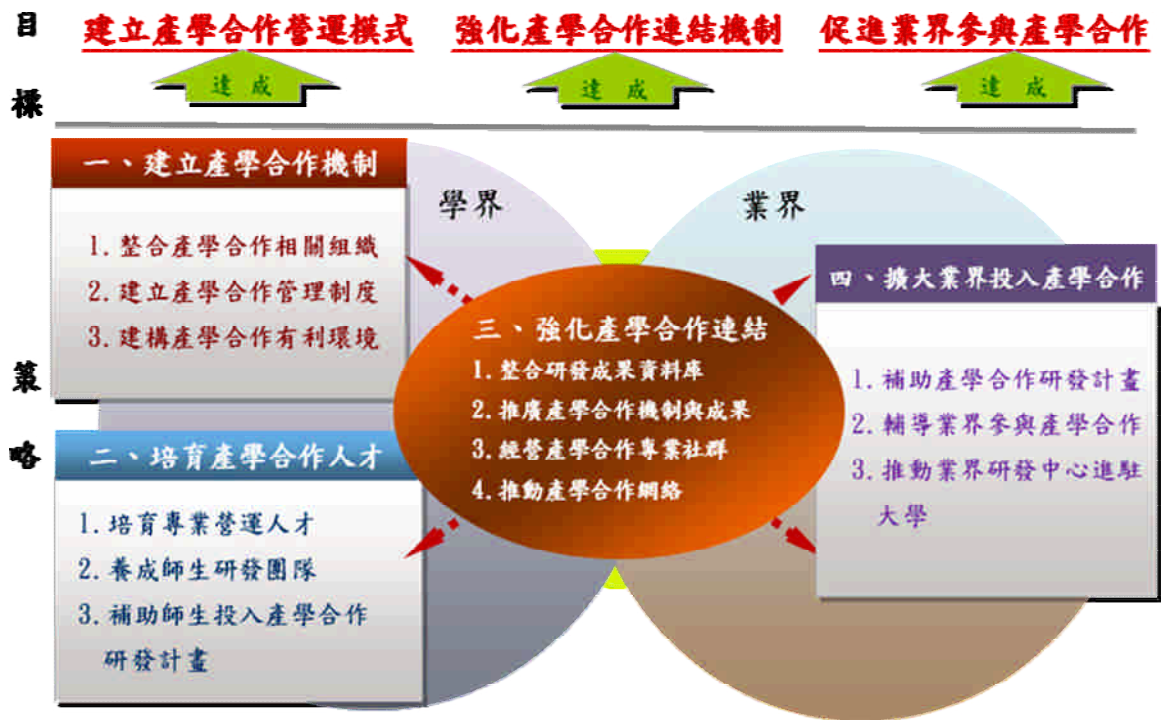 目標
建立產學合作營運模式
強化產學合作連結機制
促進業界參與產學合作
達 成
達 成
達 成
策略
一、建立產學合作機制
1. 整合產學合作相關組織
2. 建立產學合作管理制度
3. 建構產學合作有利環境
二、培育產學合作人才
1. 培育專業營運人才
2. 養成師生研發團隊
3. 補助師生投入產學合作
研發計畫
學界
業界
三、強化產學合作連結
1. 整合研發成果資料庫
2. 推廣產學合作機制與成果
3. 經營產學合作專業社群
4. 推動產學合作網絡
四、擴大業界投入產學合作
1. 補助產學合作研發計畫
2. 輔導業界參與產學合作
3. 推動業界研發中心進駐
大學